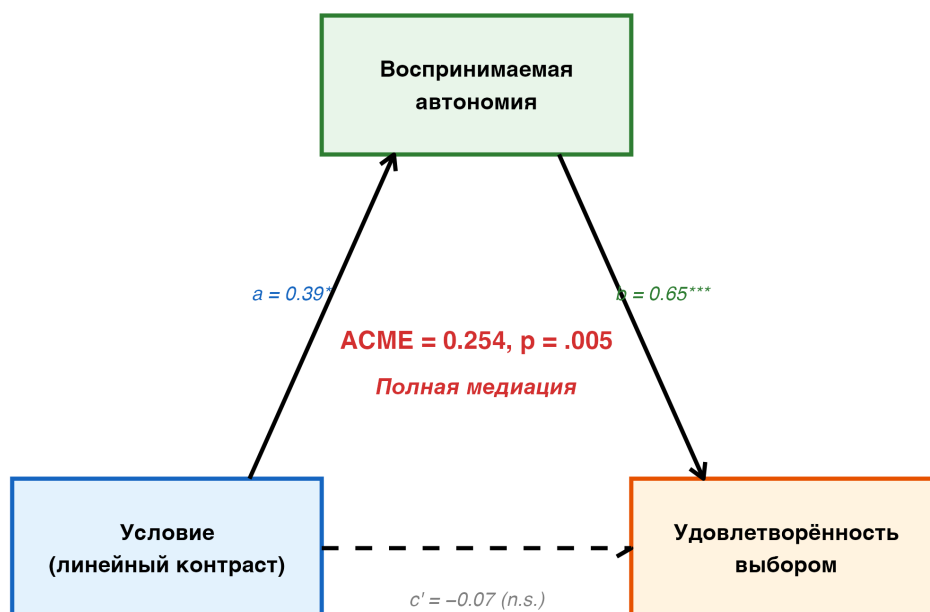 Воспринимаемая
автономия
a = 0.39*
b = 0.65***
ACME = 0.254, p = .005
Полная медиация
Условие
(линейный контраст)
Удовлетворённость
выбором
c' = −0.07 (n.s.)